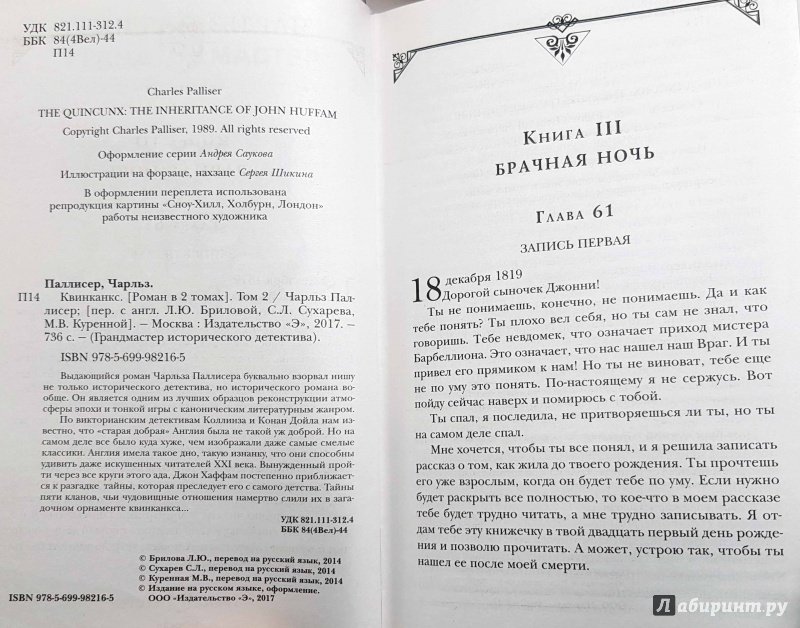 УДК 821.111-312.4
ББК 84(4Вел)-44
П14
Charles Palliser
THE QUINCUNX: THE INHERITANCE OF JOHN HUFFAM
Copyright Charles Palliser, 1989. All rights reserved
Оформление серии Андрея Саукова
Иллюстрации на форзаце, нахзаце Сергея Шикина
В оформлении переплета использована
репродукция картины «Сноу-Хилл, Холбурн, Лондон»
работы неизвестного художника
Паллисер, Чарльз.
П14 Квинканкс. [Роман в 2 томах]. Том 2 / Чарльз Пал-
лисер; [пер. с англ. Л.Ю. Бриловой, С.Л. Сухарева,
М.В. Куренной]. – Москва : Издательство «Э», 2017. –
736 с. – (Грандмастер исторического детектива).
ISBN 978-5-699-98216-5
Выдающийся роман Чарльза Паллисера буквально взорвал нишу
не только исторического детектива, но исторического романа во-
обще. Он является одним из лучших образцов реконструкции атмо-
сферы эпохи и тонкой игры с каноническим литературным жанром.
По викторианским детективам Коллинза и Конан Дойла нам из-
вестно, что «старая добрая» Англия была не такой уж доброй. Но на
самом деле все было куда хуже, чем изображали даже самые смелые
классики. Англия имела такое дно, такую изнанку, что они способны
удивить даже искушенных читателей XXI века. Вынужденный прой-
ти через все круги этого ада, Джон Хаффам постепенно приближает-
ся к разгадке тайны, которая преследует его с самого детства. Тайны
пяти кланов, чьи чудовищные отношения намертво слили их в зага-
дочном орнаменте квинканкса...
УДК 821.111-312.4
ББК 84(4Вел)-44
© Брилова Л.Ю., перевод на русский язык, 2014
© Сухарев С.Л., перевод на русский язык, 2014
© Куренная М.В., перевод на русский язык, 2014
© Издание на русском языке, оформление.
ISBN 978-5-699-98216-5 ООО «Издательство «Э», 2017
Книга III
БРАЧНАЯ НОЧЬ
Глава 61
ЗАПИСЬ ПЕРВАЯ
18 декабря 1819
Дорогой сыночек Джонни!
Ты не понимаешь, конечно, не понимаешь. Да и как
тебе понять? Ты плохо вел себя, но ты сам не знал, что
говоришь. Тебе невдомек, что означает приход мистера
Барбеллиона. Это означает, что нас нашел наш Враг. И ты
привел его прямиком к нам! Но ты не виноват, тебе еще
не по уму это понять. По-настоящему я не сержусь. Вот
пойду сейчас наверх и помирюсь с тобой.
Ты спал, я послушала, не притворяешься ли ты, но ты
на самом деле спал.
Мне хочется, чтобы ты все понял, и я решила записать
рассказ о том, как жила до твоего рождения. Ты прочтешь
его уже взрослым, когда он будет тебе по уму. Если нужно
будет раскрыть все полностью, то кое-что в моем рассказе
тебе будет трудно читать, а мне трудно записывать. Я от-
дам тебе эту книжечку в твой двадцать первый день рожде-
ния и позволю прочитать. А может, устрою так, чтобы ты
нашел ее после моей смерти.
Лабиринт.ру